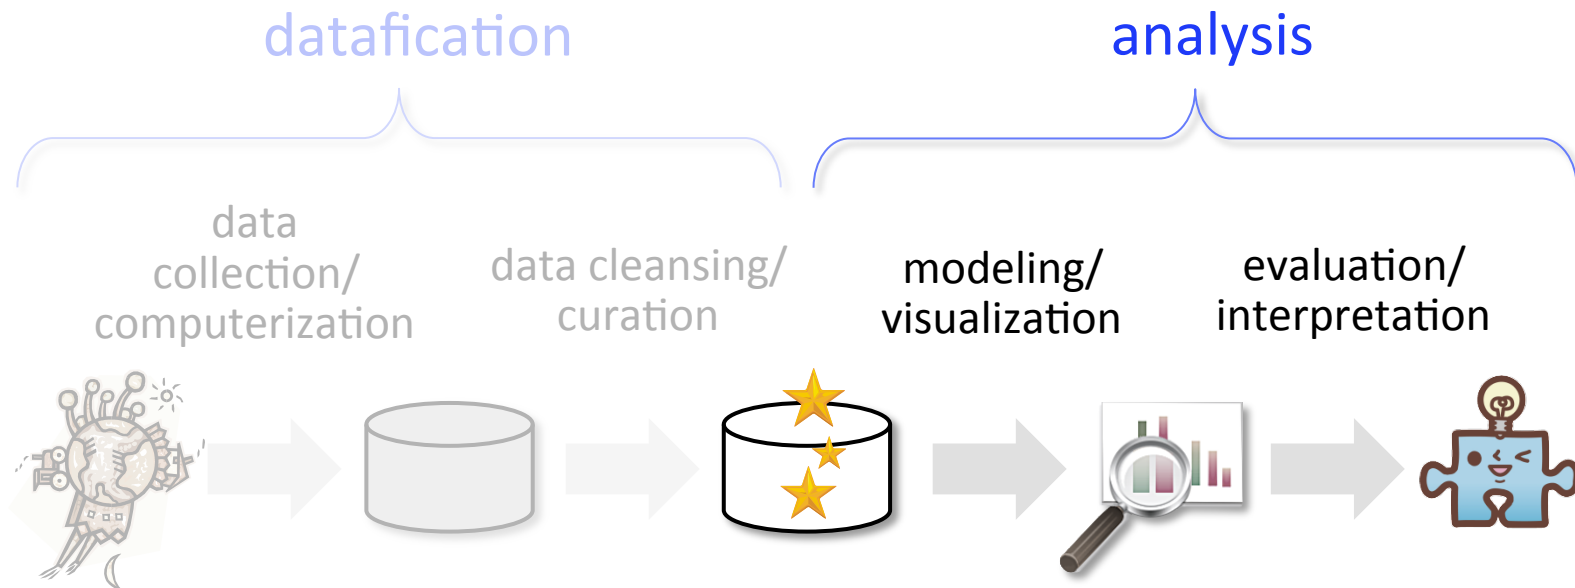 datafication
analysis
data
collection/
computerization
data cleansing/
curation
modeling/
visualization
evaluation/
interpretation